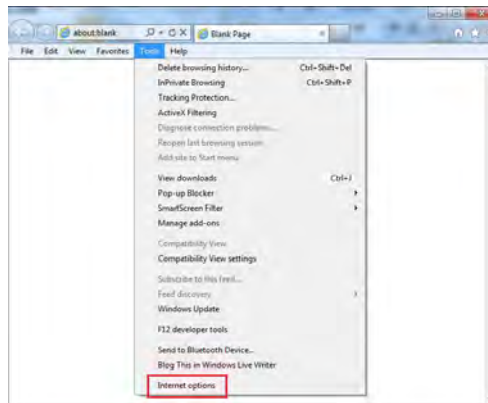 about:blank
Blank Page
File Edit View Favorites Tools Help
Delete browsing history... Ctrl+Shift+Del
InPrivate Browsing Ctrl+Shift+P
Tracking Protection...
ActiveX Filtering
Diagnose connection problems...
Reopen last browsing session
Add site to Start menu
View downloads Ctrl+J
Pop-up Blocker
SmartScreen Filter
Manage add-ons
Compatibility View
Compatibility View settings
Subscribe to this feed...
Feed discovery
Windows Update
F12 developer tools
Send to Bluetooth Device...
Blog This in Windows Live Writer
Internet options